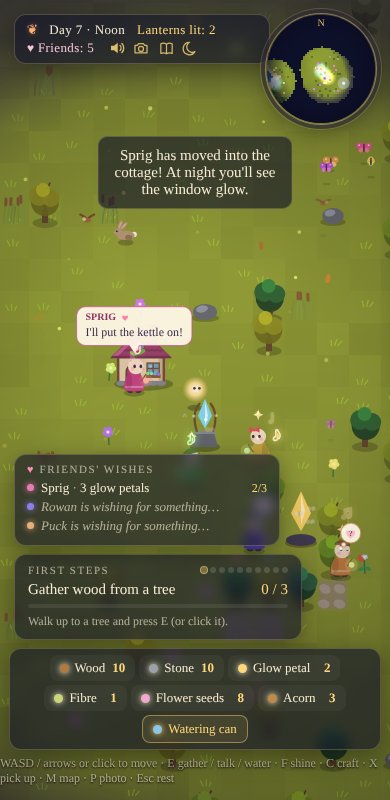 Day 7 · Noon Lanterns lit: 2
♥ Friends: 5
N
Sprig has moved into the
cottage! At night you'll see
the window glow.
SPRIG ♥
I'll put the kettle on!
♥ FRIENDS' WISHES
Sprig · 3 glow petals 2/3
Rowan is wishing for something…
Puck is wishing for something…
FIRST STEPS
Gather wood from a tree 0 / 3
Walk up to a tree and press E (or click it).
Wood 10 Stone 10 Glow petal 2
Fibre 1 Flower seeds 8 Acorn 3
Watering can
WASD / arrows or click to move · E gather / talk / water · F shine · C craft · X
pick up · M map · P photo · Esc rest